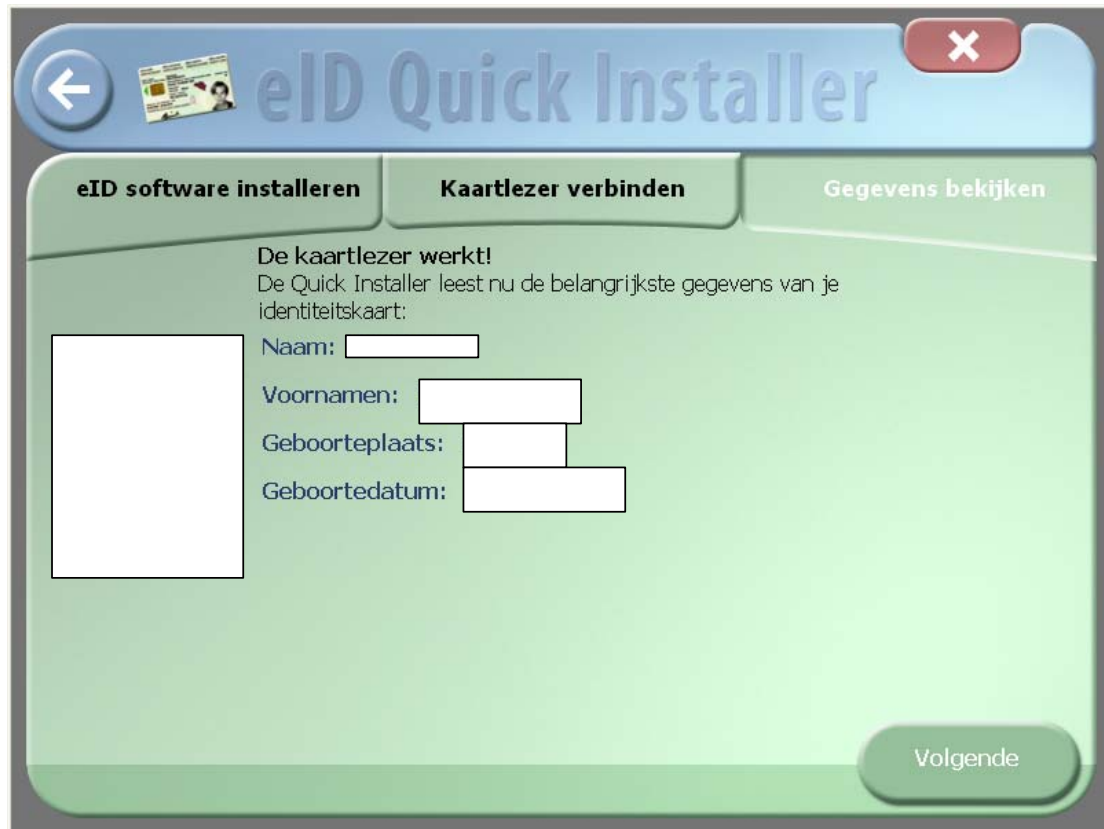 eID Quick Installer
eID software installeren
Kaartlezer verbinden
Gegevens bekijken
De kaartlezer werkt!
De Quick Installer leest nu de belangrijkste gegevens van je
identiteitskaart:
Naam:
Voornamen:
Geboorteplaats:
Geboortedatum:
Volgende